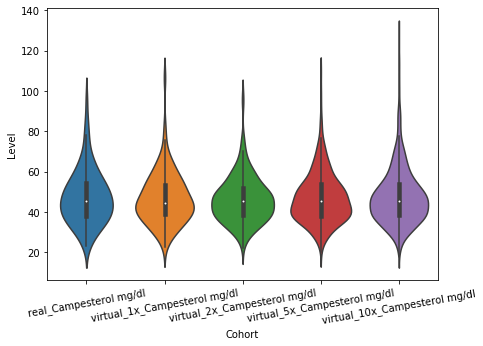 140
120
100
80
60
40
20
Level
real_Campesterol mg/dl
virtual_1x_Campesterol mg/dl
virtual_2x_Campesterol mg/dl
virtual_5x_Campesterol mg/dl
virtual_10x_Campesterol mg/dl
Cohort